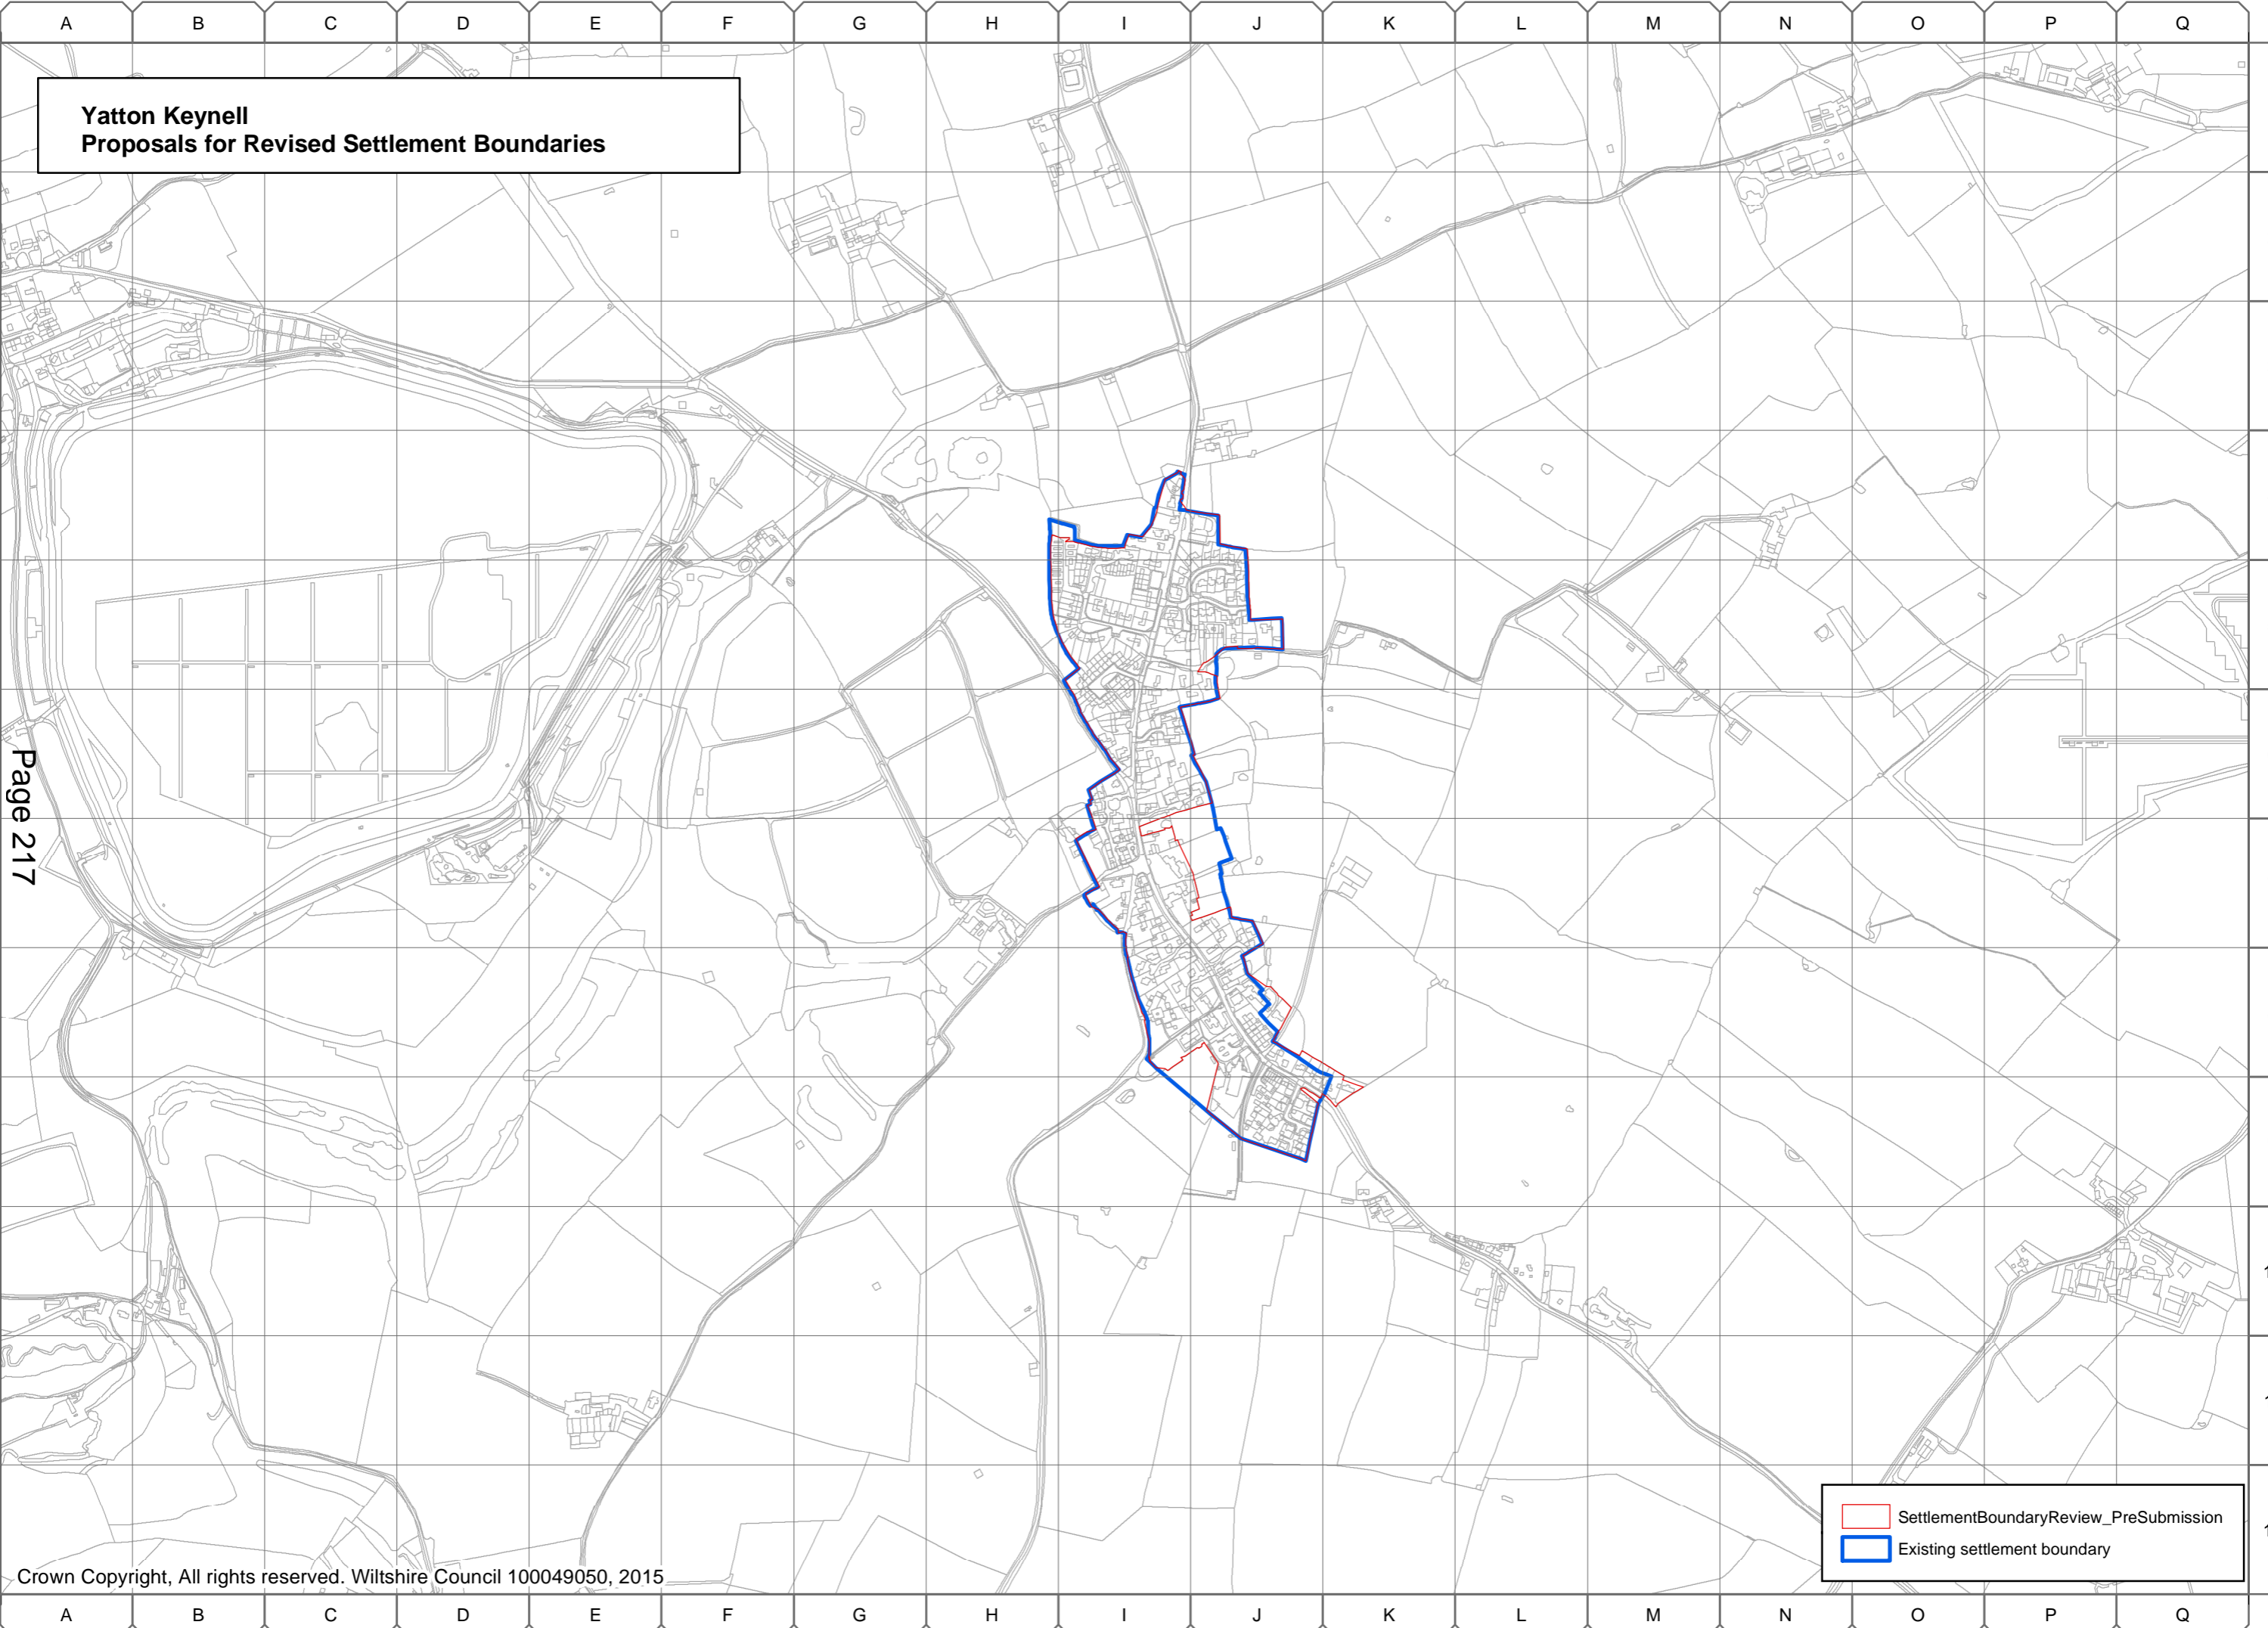 A B C D E F G H I J K L M N O P Q
Yatton Keynell
Proposals for Revised Settlement Boundaries
Page 217
SettlementBoundaryReview_PreSubmission
Existing settlement boundary
Crown Copyright, All rights reserved. Wiltshire Council 100049050, 2015
A B C D E F G H I J K L M N O P Q